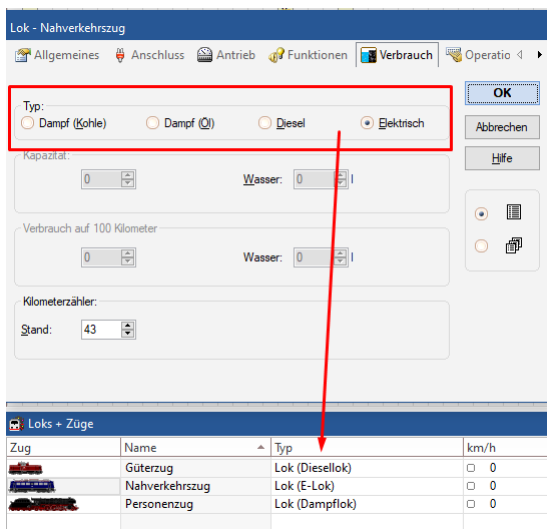 Lok - Nahverkehrszug
Allgemeines Anschluss Antrieb Funktionen Verbrauch Operatio
OK
Typ:
Dampf (Kohle) Dampf (Öl) Diesel Elektrisch
Abbrechen
Kapazität:
Hilfe
0 Wasser: 0 l
Verbrauch auf 100 Kilometer
0 Wasser: 0 l
Kilometerzähler:
Stand: 43
Loks + Züge
Zug Name Typ km/h
Güterzug Lok (Diesellok) 0
Nahverkehrszug Lok (E-Lok) 0
Personenzug Lok (Dampflok) 0